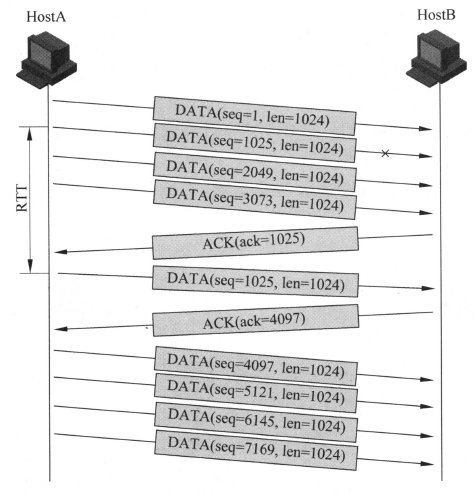 HostA
HostB
DATA(seq=1, len=1024)
DATA(seq=1025, len=1024)
DATA(seq=2049, len=1024)
DATA(seq=3073, len=1024)
RTT
ACK(ack=1025)
DATA(seq=1025, len=1024)
ACK(ack=4097)
DATA(seq=4097, len=1024)
DATA(seq=5121, len=1024)
DATA(seq=6145, len=1024)
DATA(seq=7169, len=1024)